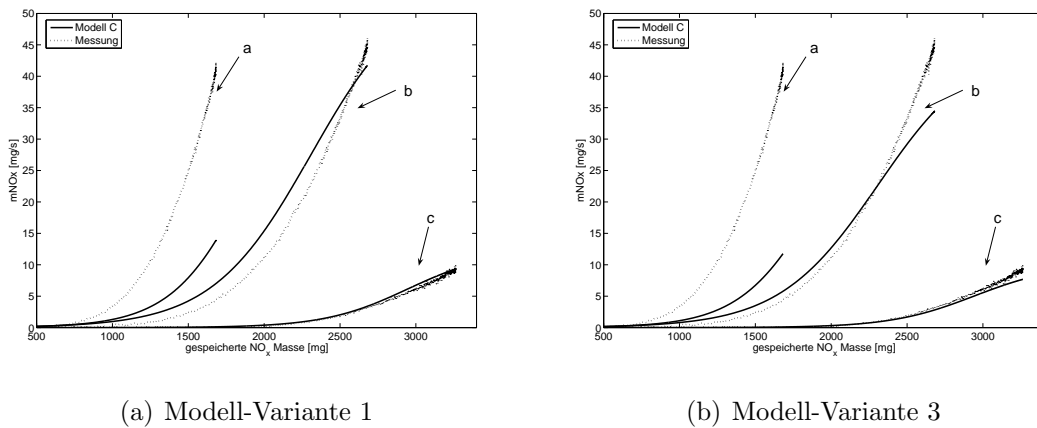 50
45
40
35
30
25
20
15
10
5
0
mNOx [mg/s]
Modell C
Messung
a
b
c
500 1000 1500 2000 2500 3000
gespeicherte NOx Masse [mg]
(a) Modell-Variante 1
50
45
40
35
30
25
20
15
10
5
0
mNOx [mg/s]
Modell C
Messung
a
b
c
500 1000 1500 2000 2500 3000
gespeicherte NOx Masse [mg]
(b) Modell-Variante 3